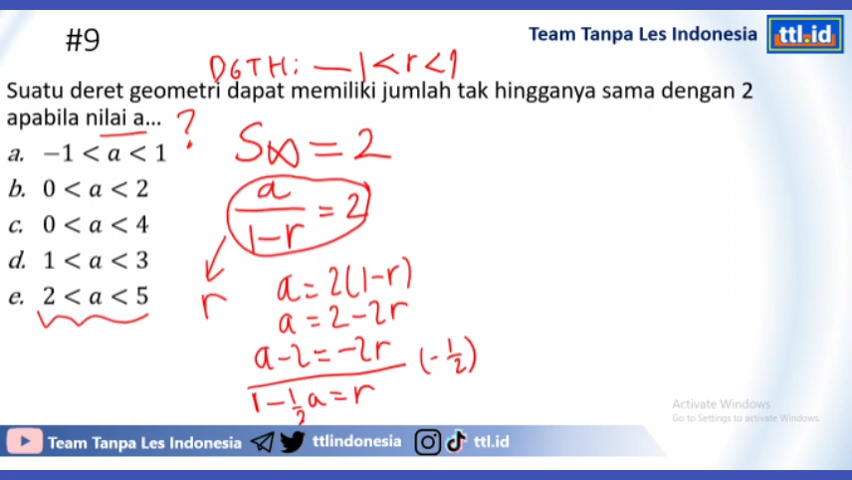 #9
Team Tanpa Les Indonesia
ttl.id
DGTH: -1<r<1
Suatu deret geometri dapat memiliki jumlah tak hingganya sama dengan 2
apabila nilai a... ?
a. −1 < a < 1
b. 0 < a < 2
c. 0 < a < 4
d. 1 < a < 3
e. 2 < a < 5
S∞ = 2
a/(1-r) = 2
r
a = 2(1-r)
a = 2-2r
a-2 = -2r (-1/2)
1-1/2a = r
Activate Windows
Go to Settings to activate Windows.
Team Tanpa Les Indonesia ttlindonesia ttl.id